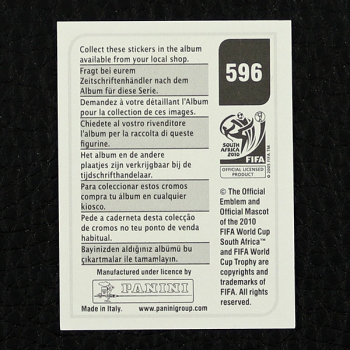 Collect these stickers in the album
available from your local shop.
Fragt bei eurem
Zeitschriftenhändler nach dem
Album für diese Serie.
Demandez à votre détaillant l'Album
pour la collection de ces images.
Chiedete al vostro rivenditore
l'album per la raccolta di queste
figurine.
Het album en de andere
plaatjes zijn verkrijgbaar bij de
tijdschrifthandelaar.
Para coleccionar estos cromos
compra tu álbum en cualquier
kiosco.
Pede a caderneta desta colecção
de cromos no teu ponto de venda
habitual.
Bayinizden aldığınız albümü bu
çıkartmalar ile tamamlayın.
Manufactured under licence by
PANINI
Made in Italy. www.paninigroup.com
596
SOUTH AFRICA
2010
FIFA
OFFICIAL LICENSED
PRODUCT
© 2005 FIFA TM
© The Official
Emblem and
Official Mascot
of the 2010
FIFA World Cup
South Africa™
and FIFA World
Cup Trophy are
copyrights and
trademarks of
FIFA. All rights
reserved.